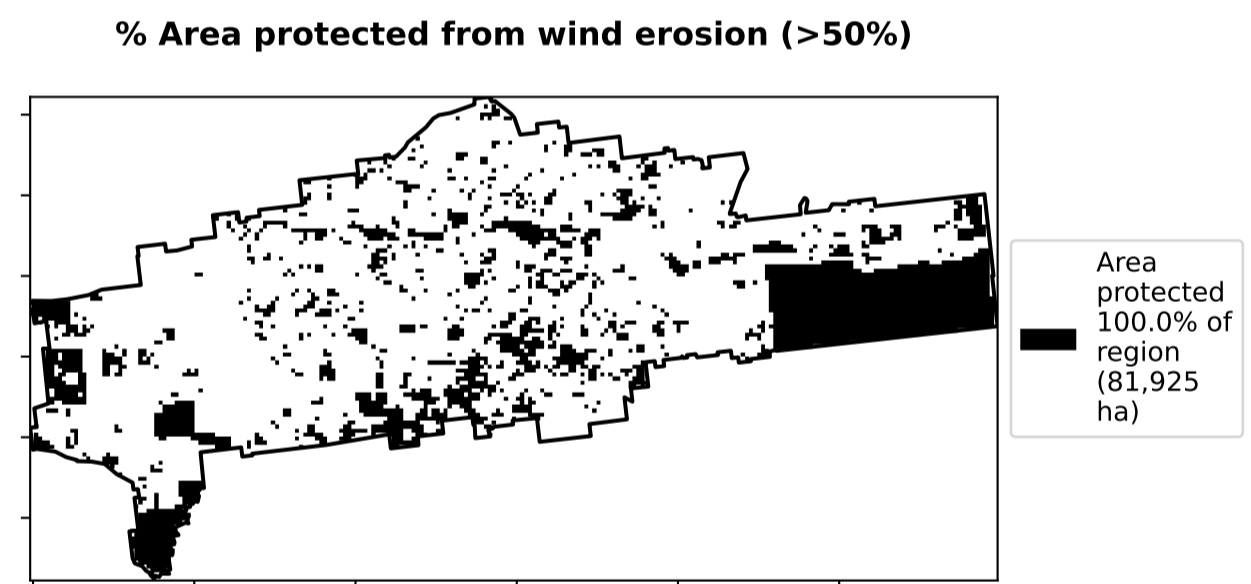 % Area protected from wind erosion (>50%)
Area
protected
100.0% of
region
(81,925
ha)